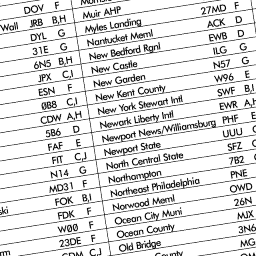 DOV F
Wall JRB B,H Muir AHP
DYL G Myles Landing 27MD F
31E G Nantucket Meml ACK D
6N5 B,H New Bedford Rgnl EWB D
JPX C,I New Castle ILG G
ESN F New Garden N57 G
0B8 C,I New Kent County W96 E
CDW A,H New York Stewart Intl SWF B,I
5B6 D Newark Liberty Intl EWR A,H
FAF E Newport News/Williamsburg PHF E
FIT C,I Newport State UUU
N14 G North Central State SFZ
MD31 F Northampton 7B2
FOK B,I Northeast Philadelphia PNE
FDK F Norwood Meml OWD
W00 F Ocean City Muni 26N
23DE F Ocean County MJX
C,J Old Bridge 3N6
County